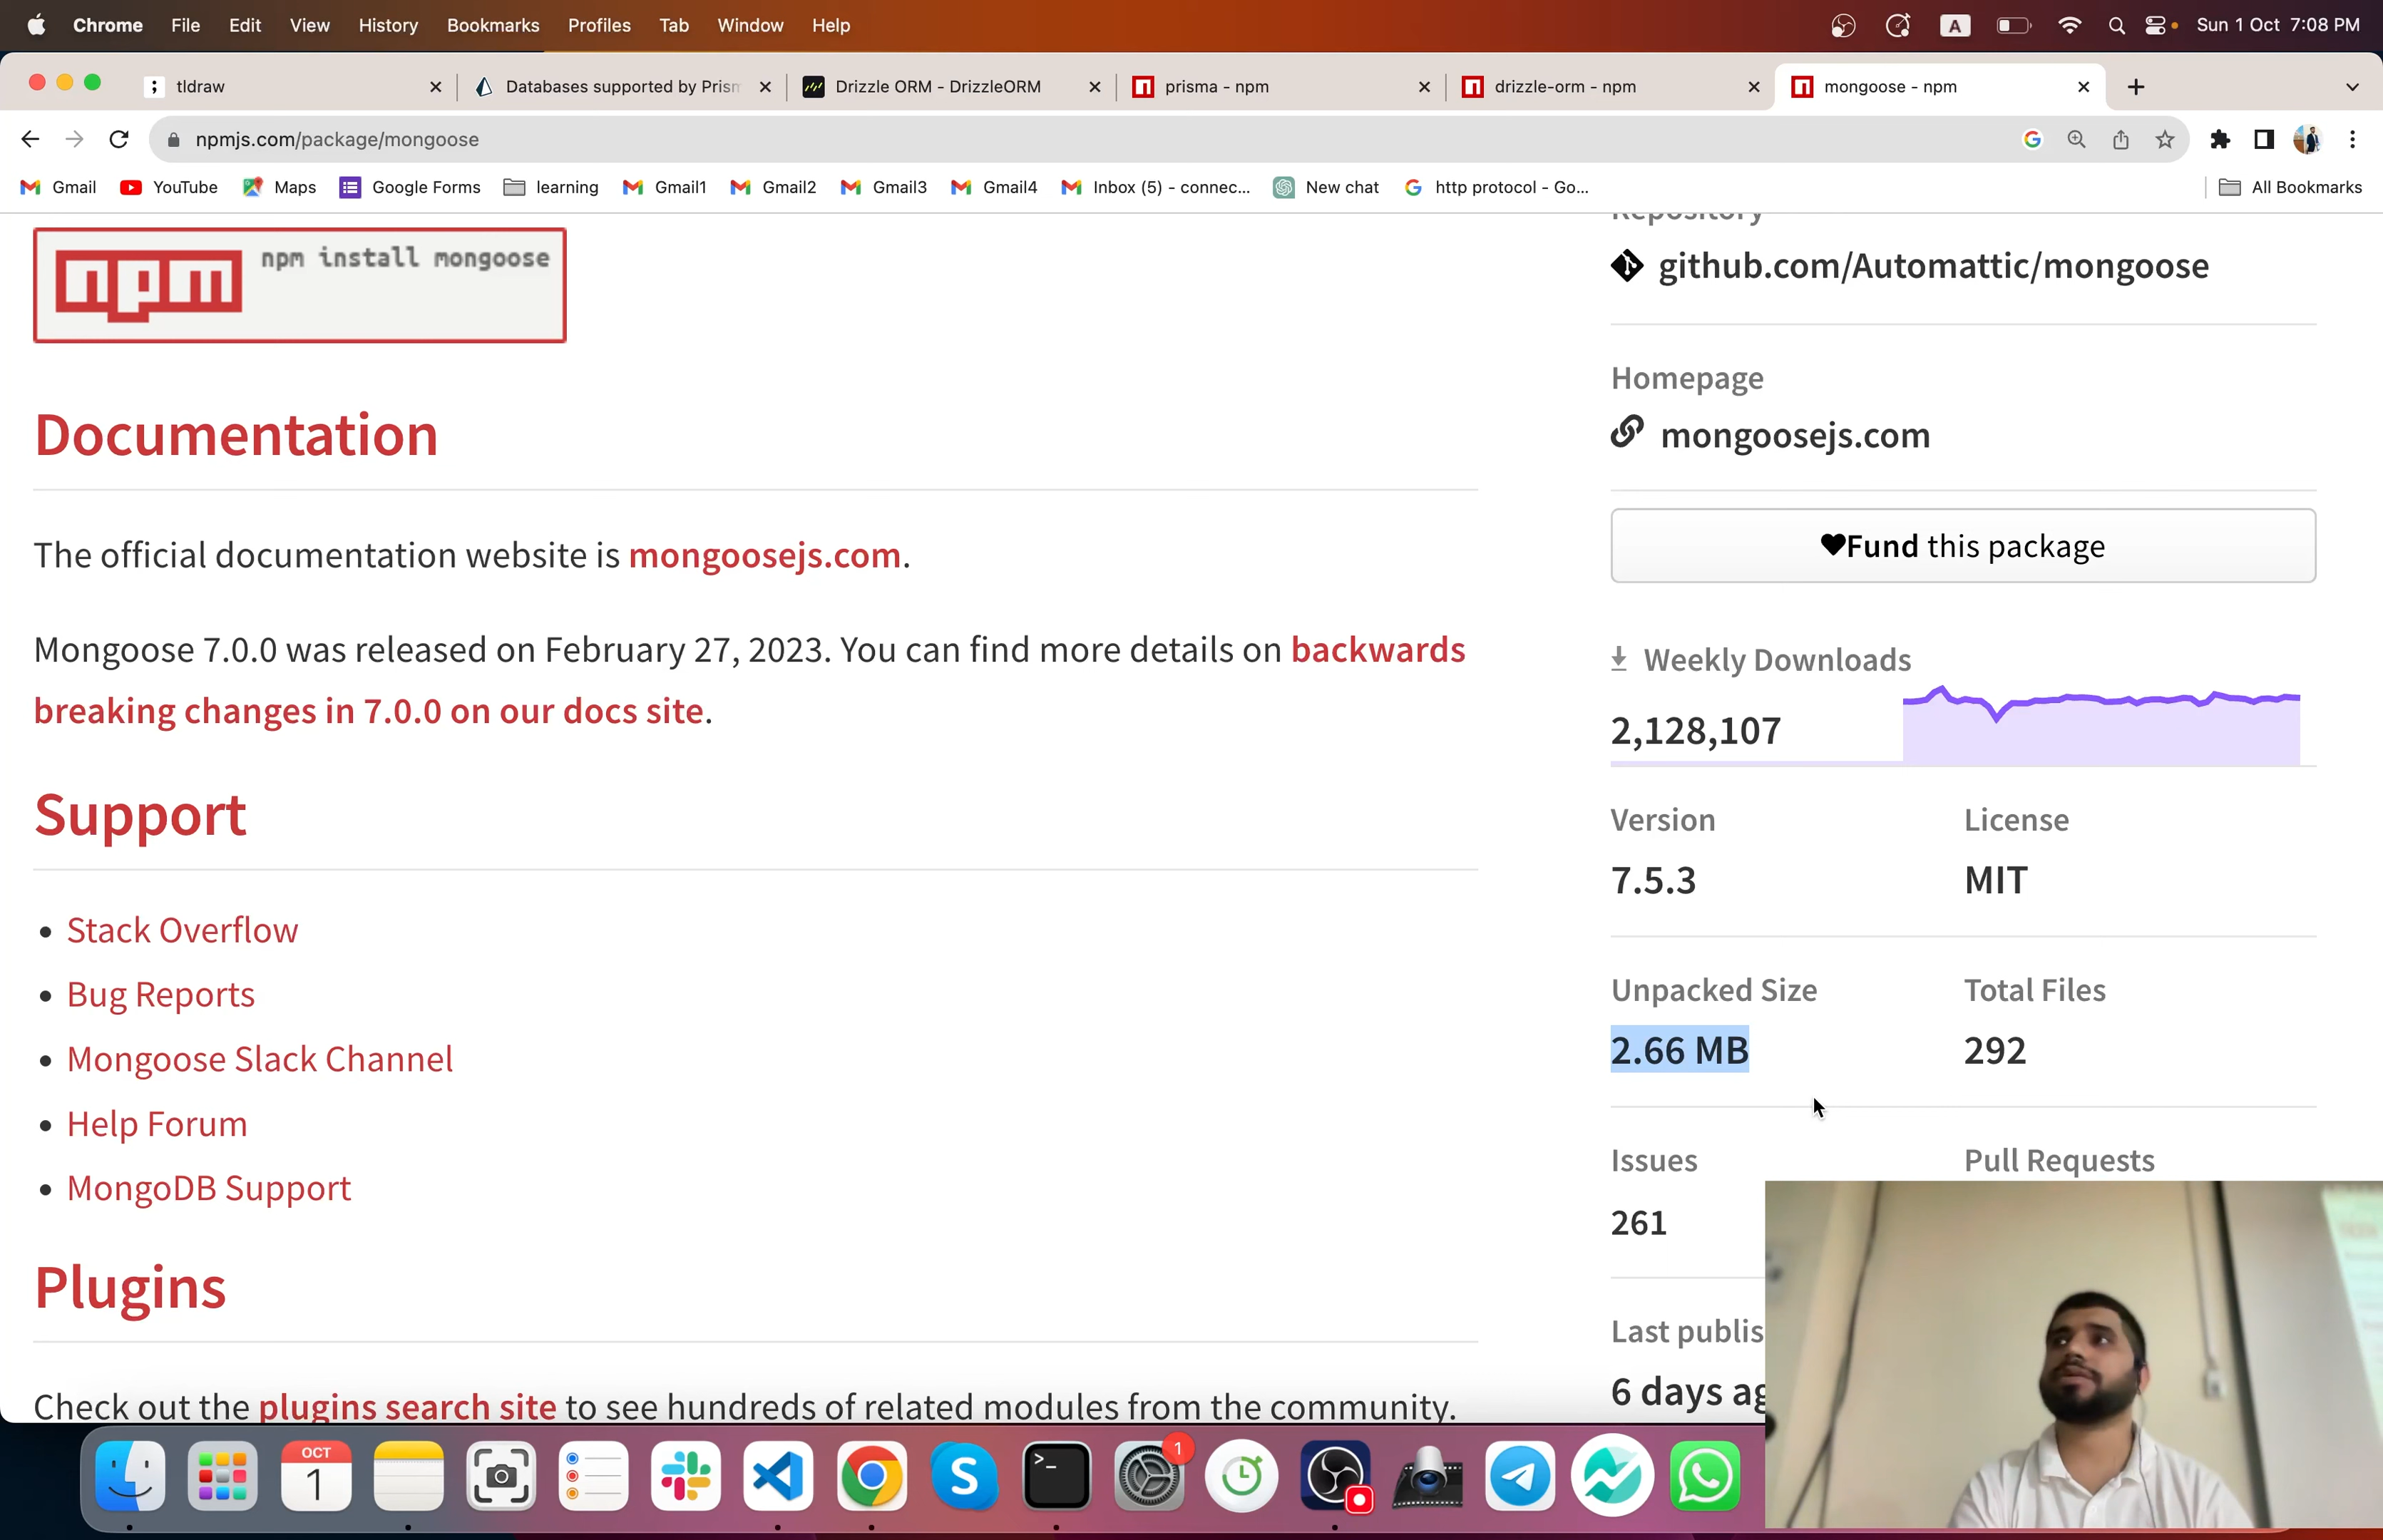 Chrome File Edit View History Bookmarks Profiles Tab Window Help
A Sun 1 Oct 7:08 PM
tldraw
Databases supported by Prism
Drizzle ORM - DrizzleORM
prisma - npm
drizzle-orm - npm
mongoose - npm
npmjs.com/package/mongoose
Gmail YouTube Maps Google Forms learning Gmail1 Gmail2 Gmail3 Gmail4 Inbox (5) - connec... New chat http protocol - Go... All Bookmarks
npm npm install mongoose
Documentation
The official documentation website is mongoosejs.com.
Mongoose 7.0.0 was released on February 27, 2023. You can find more details on backwards
breaking changes in 7.0.0 on our docs site.
Support
Stack Overflow
Bug Reports
Mongoose Slack Channel
Help Forum
MongoDB Support
Plugins
Check out the plugins search site to see hundreds of related modules from the community.
Repository
github.com/Automattic/mongoose
Homepage
mongoosejs.com
Fund this package
Weekly Downloads
2,128,107
Version License
7.5.3 MIT
Unpacked Size Total Files
2.66 MB 292
Issues Pull Requests
261
Last publis
6 days ag
OCT
1
S
>_
1